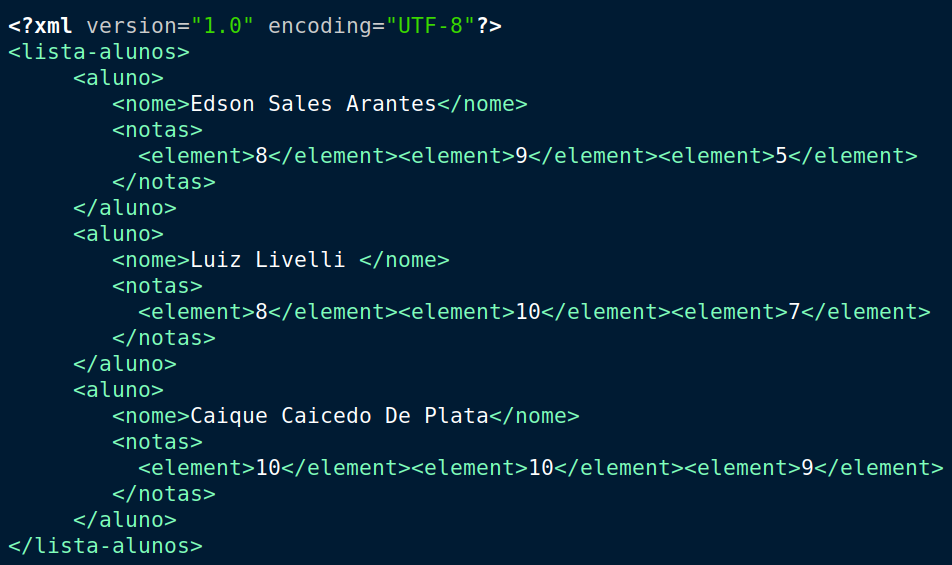 <?xml version="1.0" encoding="UTF-8"?>
<lista-alunos>
     <aluno>
        <nome>Edson Sales Arantes</nome>
        <notas>
          <element>8</element><element>9</element><element>5</element>
        </notas>
     </aluno>
     <aluno>
        <nome>Luiz Livelli </nome>
        <notas>
          <element>8</element><element>10</element><element>7</element>
        </notas>
     </aluno>
     <aluno>
        <nome>Caique Caicedo De Plata</nome>
        <notas>
          <element>10</element><element>10</element><element>9</element>
        </notas>
     </aluno>
</lista-alunos>